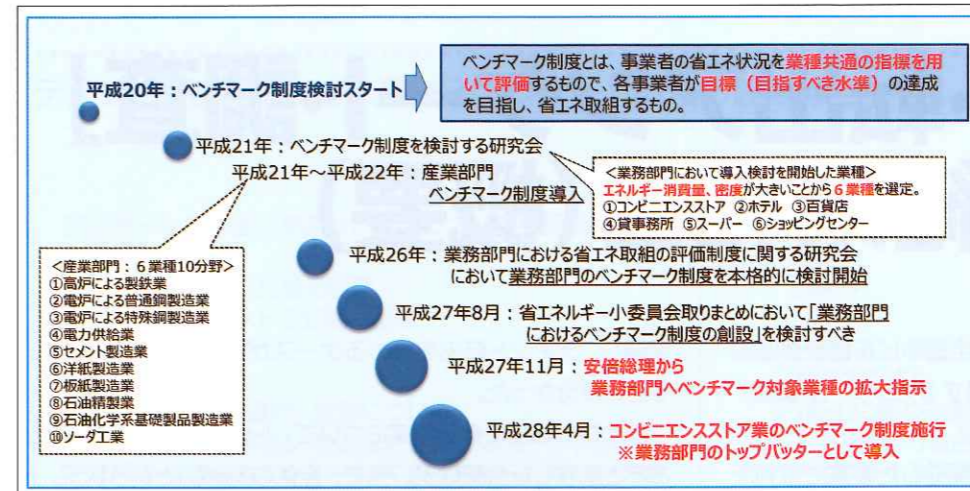 ベンチマーク制度とは、事業者の省エネ状況を業種共通の指標を用
いて評価するもので、各事業者が目標（目指すべき水準）の達成
を目指し、省エネ取組するもの。
平成20年：ベンチマーク制度検討スタート
平成21年：ベンチマーク制度を検討する研究会
平成21年～平成22年：産業部門
ベンチマーク制度導入
＜業務部門において導入検討を開始した業種＞
エネルギー消費量、密度が大きいことから６業種を選定。
①コンビニエンスストア ②ホテル ③百貨店
④貸事務所 ⑤スーパー ⑥ショッピングセンター
＜産業部門：６業種10分野＞
①高炉による製鉄業
②電炉による普通鋼製造業
③電炉による特殊鋼製造業
④電力供給業
⑤セメント製造業
⑥洋紙製造業
⑦板紙製造業
⑧石油精製業
⑨石油化学系基礎製品製造業
⑩ソーダ工業
平成26年：業務部門における省エネ取組の評価制度に関する研究会
において業務部門のベンチマーク制度を本格的に検討開始
平成27年8月：省エネルギー小委員会取りまとめにおいて「業務部門
におけるベンチマーク制度の創設」を検討すべき
平成27年11月：安倍総理から
業務部門へベンチマーク対象業種の拡大指示
平成28年4月：コンビニエンスストア業のベンチマーク制度施行
※業務部門のトップバッターとして導入